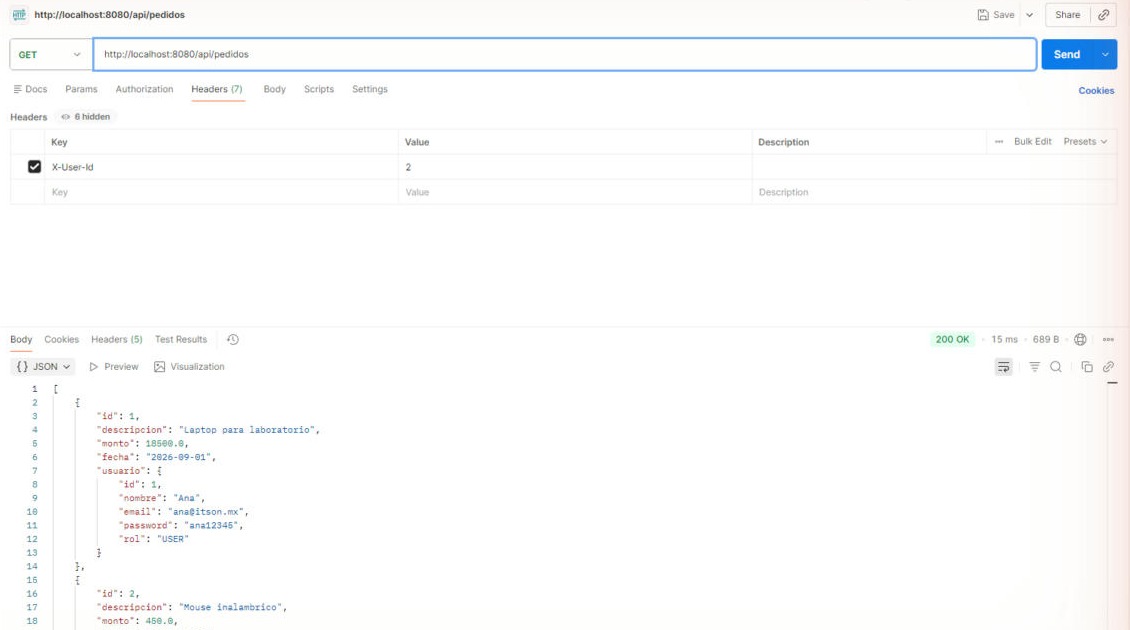 HTTP http://localhost:8080/api/pedidos Save Share
GET http://localhost:8080/api/pedidos Send
Docs Params Authorization Headers (7) Body Scripts Settings Cookies
Headers 6 hidden
Key Value Description Bulk Edit Presets
X-User-Id 2
Key Value Description
Body Cookies Headers (5) Test Results 200 OK 15 ms 689 B
{} JSON Preview Visualization
1 [
2 {
3 "id": 1,
4 "descripcion": "Laptop para laboratorio",
5 "monto": 18500.0,
6 "fecha": "2026-09-01",
7 "usuario": {
8 "id": 1,
9 "nombre": "Ana",
10 "email": "ana@itson.mx",
11 "password": "ana12345",
12 "rol": "USER"
13 }
14 },
15 {
16 "id": 2,
17 "descripcion": "Mouse inalambrico",
18 "monto": 450.0,